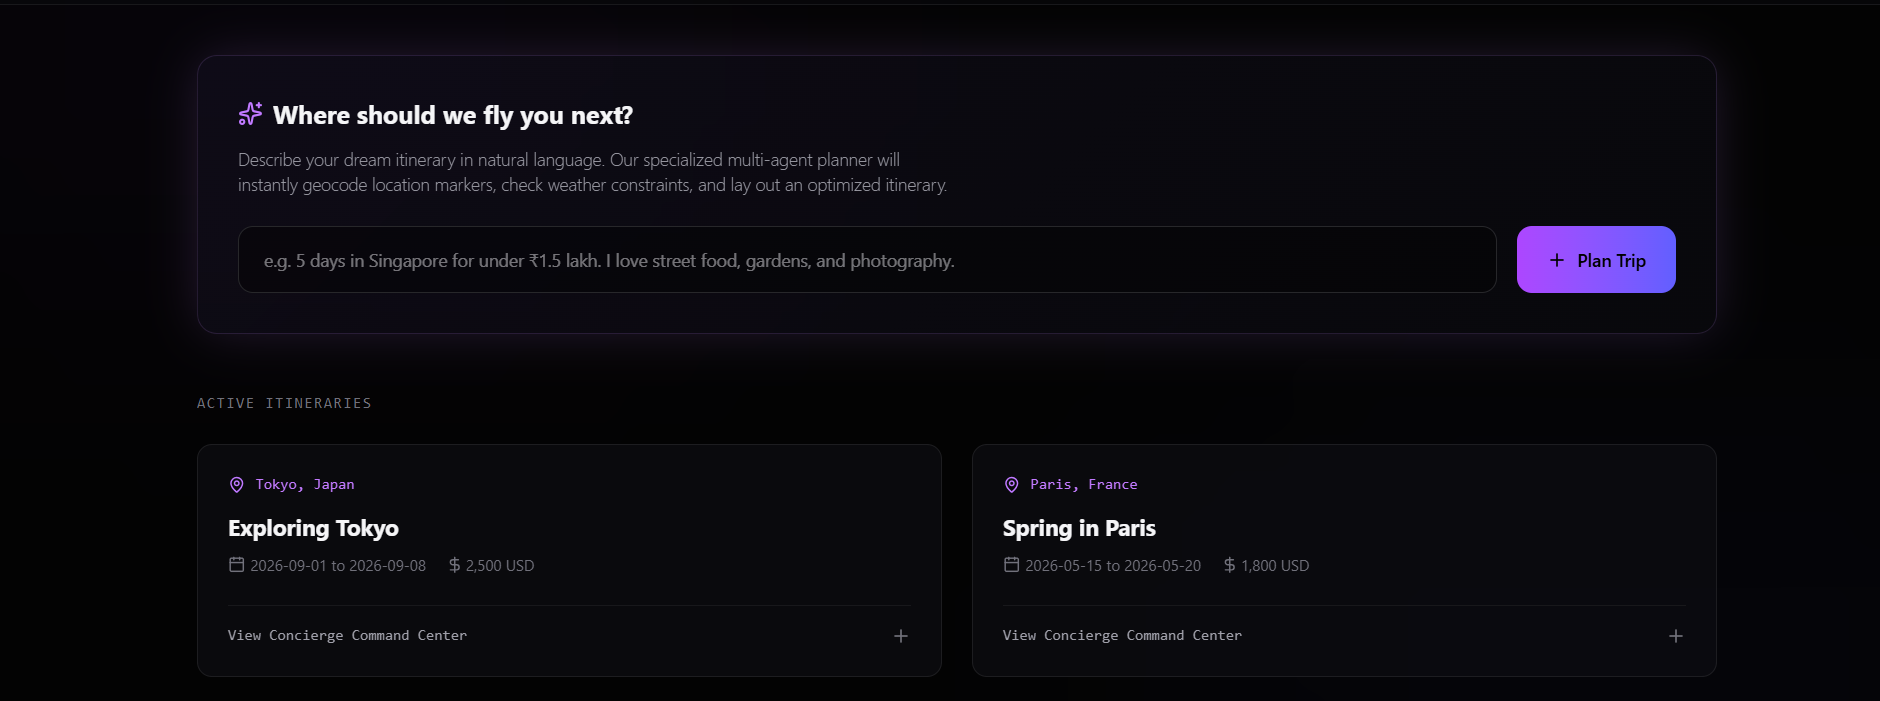 Where should we fly you next?
Describe your dream itinerary in natural language. Our specialized multi-agent planner will
instantly geocode location markers, check weather constraints, and lay out an optimized itinerary.
e.g. 5 days in Singapore for under ₹1.5 lakh. I love street food, gardens, and photography.
+ Plan Trip
ACTIVE ITINERARIES
Tokyo, Japan
Exploring Tokyo
2026-09-01 to 2026-09-08 $ 2,500 USD
View Concierge Command Center +
Paris, France
Spring in Paris
2026-05-15 to 2026-05-20 $ 1,800 USD
View Concierge Command Center +